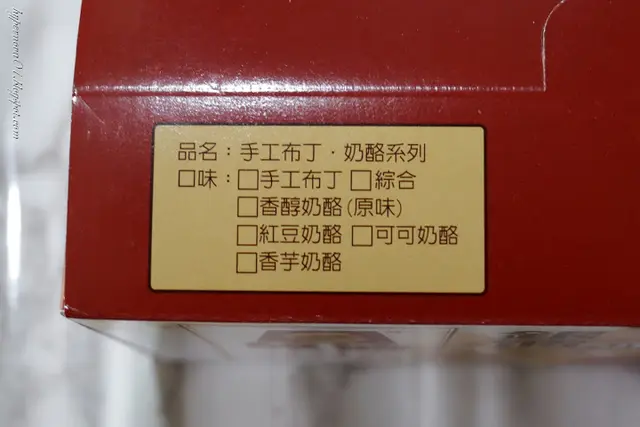 品名：手工布丁．奶酪系列
口味：□手工布丁 □綜合
□香醇奶酪(原味)
□紅豆奶酪 □可可奶酪
□香芋奶酪